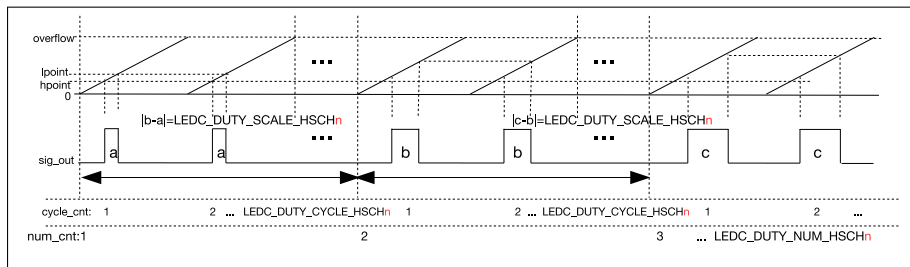 overflow
lpoint
hpoint
0
|b-a|=LEDC_DUTY_SCALE_HSCHn |c-b|=LEDC_DUTY_SCALE_HSCHn
sig_out a a ... b b ... c c
cycle_cnt: 1 2 ... LEDC_DUTY_CYCLE_HSCHn 1 2 ... LEDC_DUTY_CYCLE_HSCHn 1 2 ...
num_cnt:1 2 3 ... LEDC_DUTY_NUM_HSCHn